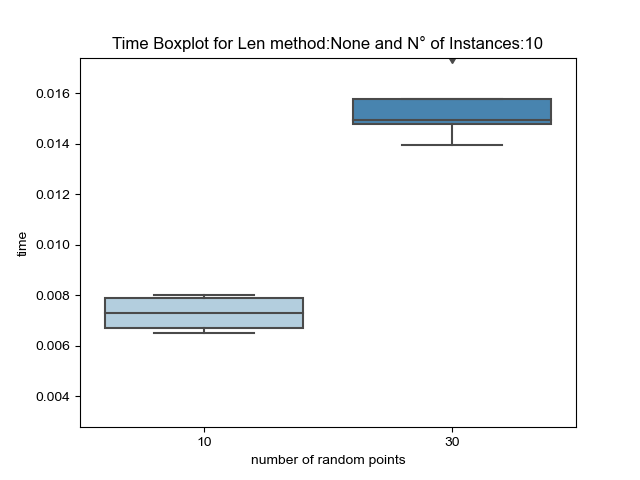 Time Boxplot for Len method:None and N° of Instances:10
0.016
0.014
0.012
0.010
0.008
0.006
0.004
time
10 30
number of random points